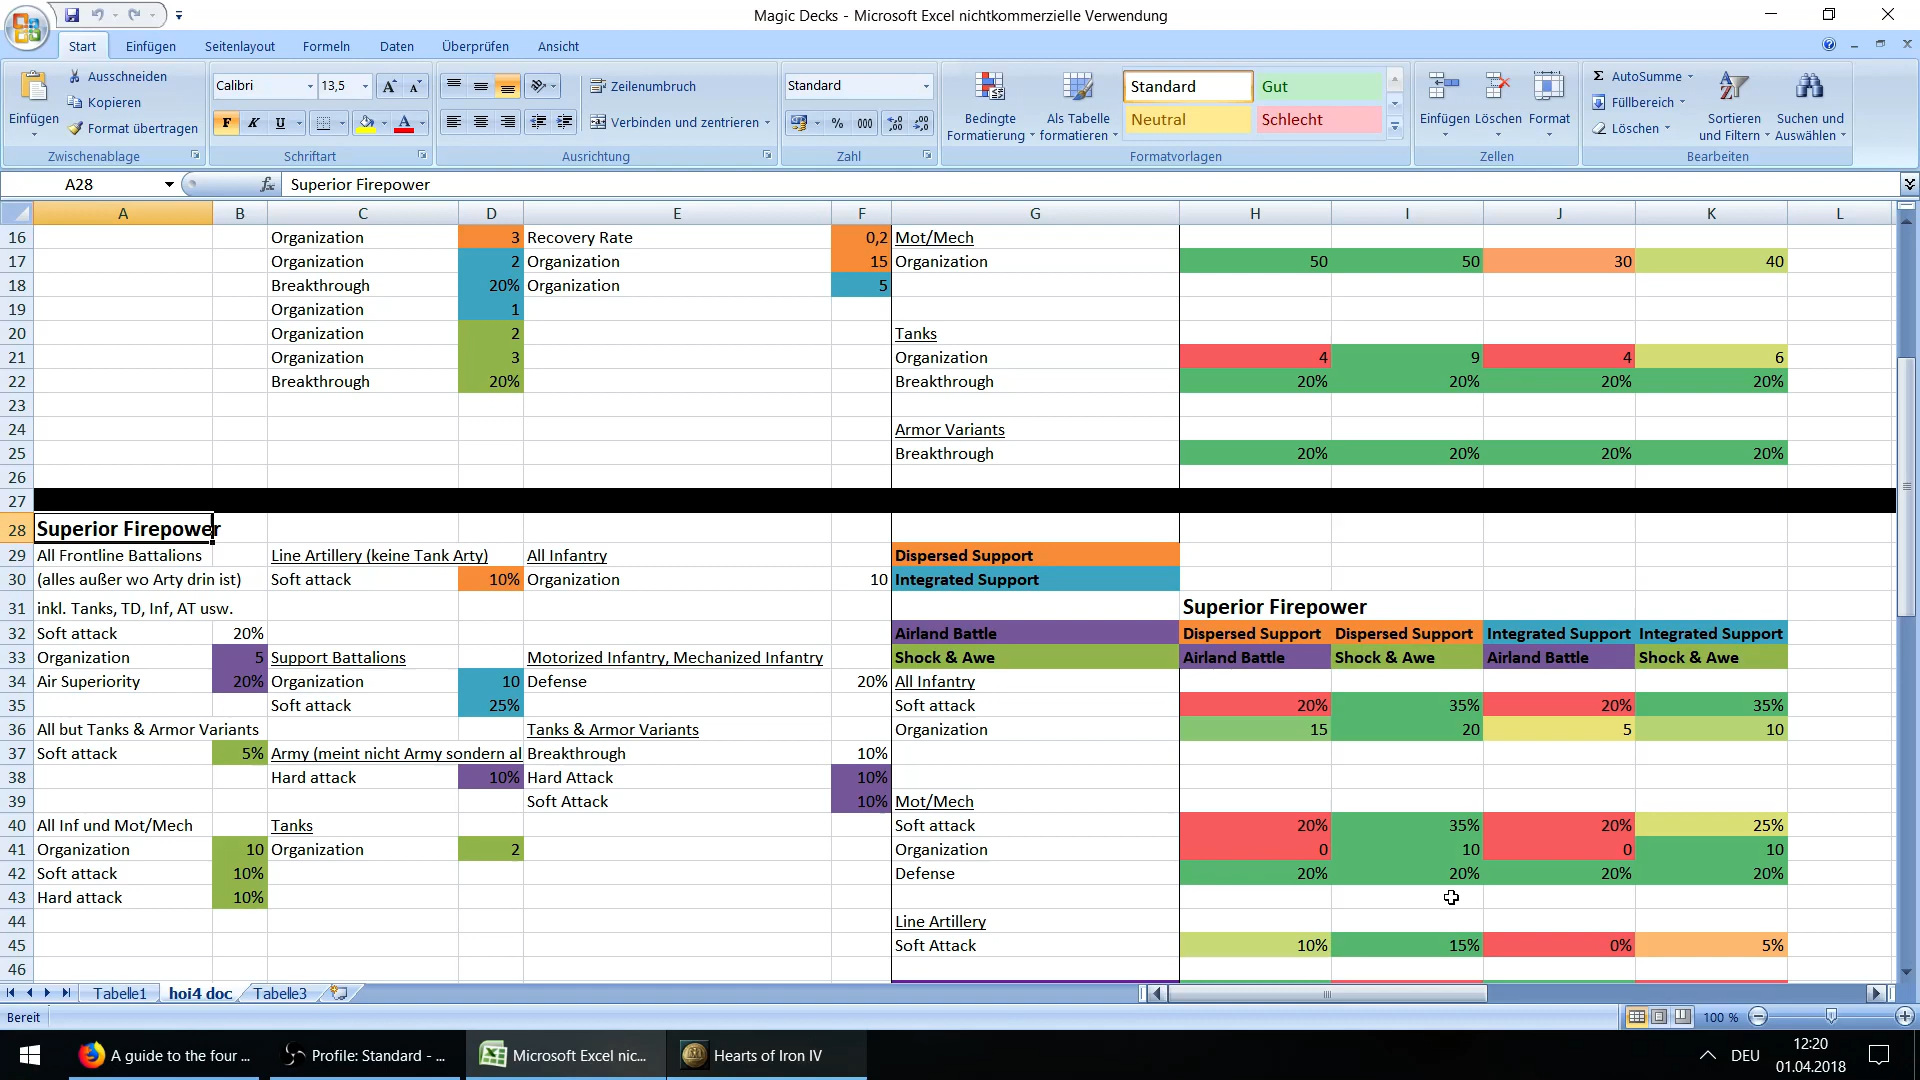 Magic Decks - Microsoft Excel nichtkommerzielle Verwendung
Start Einfügen Seitenlayout Formeln Daten Überprüfen Ansicht
Einfügen
Ausschneiden
Kopieren
Format übertragen
Zwischenablage
Calibri 13,5
F K U
Schriftart
Zeilenumbruch
Verbinden und zentrieren
Ausrichtung
Standard
% 000
Zahl
Bedingte Formatierung
Als Tabelle formatieren
Standard Gut
Neutral Schlecht
Formatvorlagen
Einfügen Löschen Format
Zellen
AutoSumme
Füllbereich
Löschen
Sortieren und Filtern
Suchen und Auswählen
Bearbeiten
A28 fx Superior Firepower
A B C D E F G H I J K L
16 Organization 3 Recovery Rate 0,2 Mot/Mech
17 Organization 2 Organization 15 Organization 50 50 30 40
18 Breakthrough 20% Organization 5
19 Organization 1
20 Organization 2 Tanks
21 Organization 3 Organization 4 9 4 6
22 Breakthrough 20% Breakthrough 20% 20% 20% 20%
23
24 Armor Variants
25 Breakthrough 20% 20% 20% 20%
26
27
28 Superior Firepower
29 All Frontline Battalions Line Artillery (keine Tank Arty) All Infantry Dispersed Support
30 (alles außer wo Arty drin ist) Soft attack 10% Organization 10 Integrated Support
31 inkl. Tanks, TD, Inf, AT usw. Superior Firepower
32 Soft attack 20% Airland Battle Dispersed Support Dispersed Support Integrated Support Integrated Support
33 Organization 5 Support Battalions Motorized Infantry, Mechanized Infantry Shock & Awe Airland Battle Shock & Awe Airland Battle Shock & Awe
34 Air Superiority 20% Organization 10 Defense 20% All Infantry
35 Soft attack 25% Soft attack 20% 35% 20% 35%
36 All but Tanks & Armor Variants Tanks & Armor Variants Organization 15 20 5 10
37 Soft attack 5% Army (meint nicht Army sondern al Breakthrough 10%
38 Hard attack 10% Hard Attack 10%
39 Soft Attack 10% Mot/Mech
40 All Inf und Mot/Mech Tanks Soft attack 20% 35% 20% 25%
41 Organization 10 Organization 2 Organization 0 10 0 10
42 Soft attack 10% Defense 20% 20% 20% 20%
43 Hard attack 10%
44 Line Artillery
45 Soft Attack 10% 15% 0% 5%
46
Tabelle1 hoi4 doc Tabelle3
Bereit 100 %
A guide to the four ... Profile: Standard - ... Microsoft Excel nic... Hearts of Iron IV DEU 12:20
01.04.2018